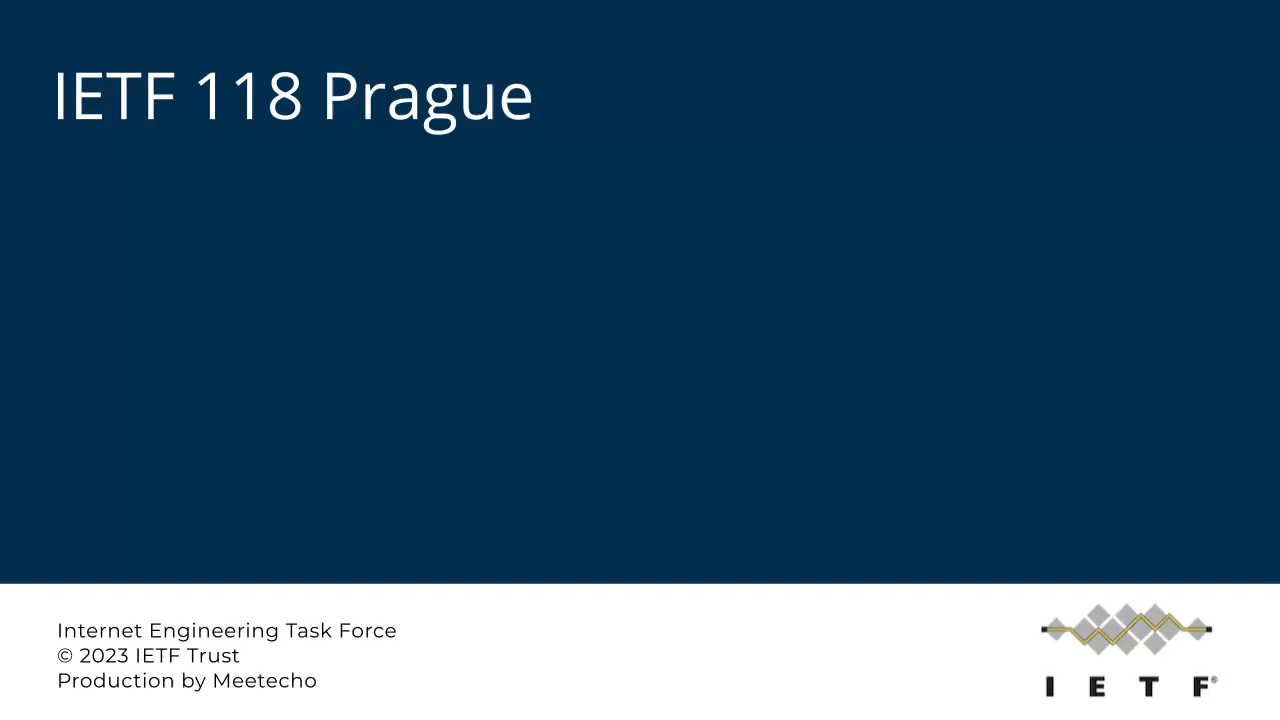 IETF 118 Prague
Internet Engineering Task Force
© 2023 IETF Trust
Production by Meetecho
I E T F®